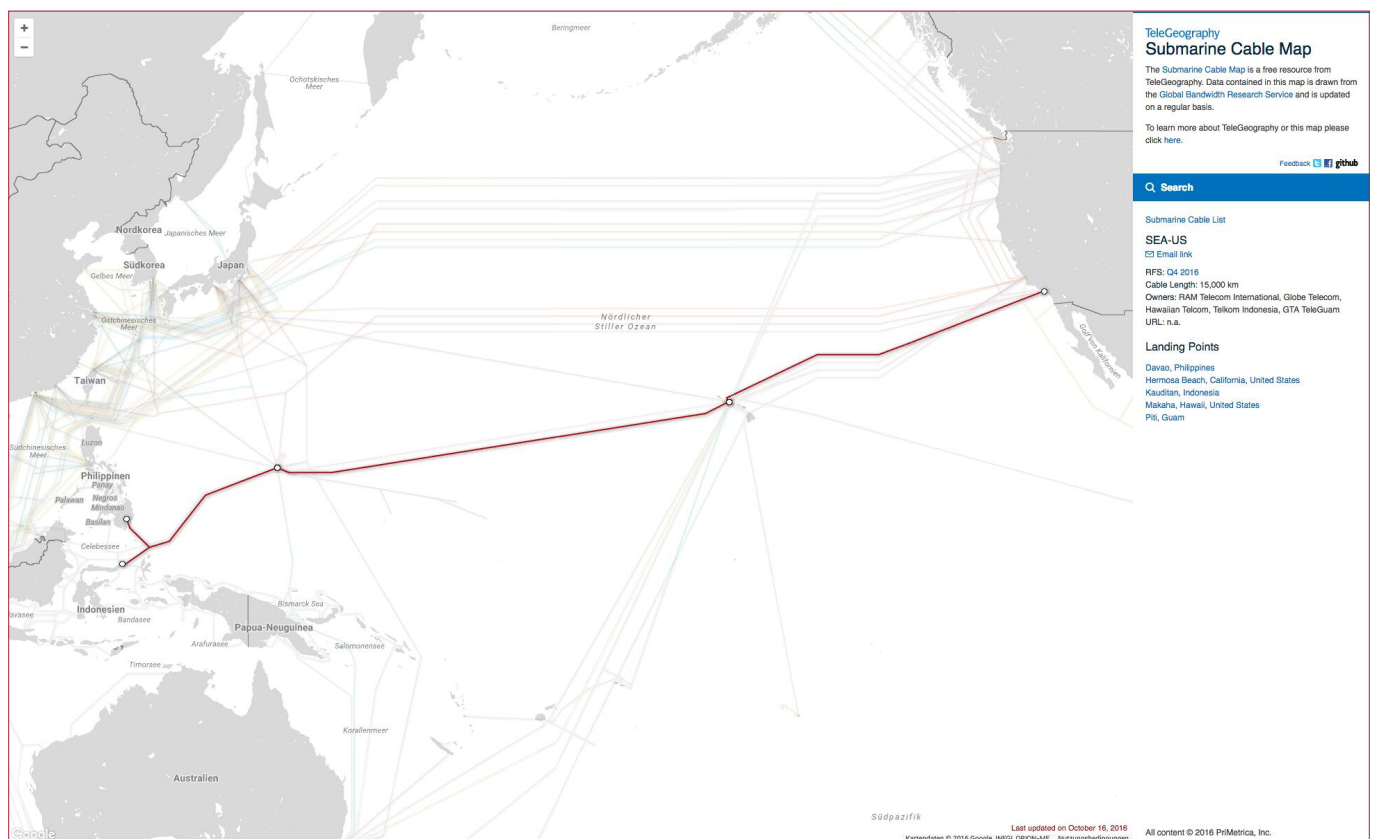 +
−
Beringmeer
Ochotskisches
Meer
Nordkorea
Japanisches Meer
Südkorea
Japan
Gelbes Meer
Ostchinesisches
Meer
Nördlicher
Stiller Ozean
Golf von Kalifornien
Taiwan
Südchinesisches
Meer
Luzon
Philippinen
Panay
Palawan
Negros
Mindanao
Basilan
Celebessee
Indonesien
Bandasee
Bismarck Sea
Papua-Neuguinea
Arafurasee
Salomonensee
Timorsee
Korallenmeer
Australien
Südpazifik
Google
Last updated on October 16, 2016
TeleGeography
Submarine Cable Map
The Submarine Cable Map is a free resource from
TeleGeography. Data contained in this map is drawn from
the Global Bandwidth Research Service and is updated
on a regular basis.
To learn more about TeleGeography or this map please
click here.
Feedback github
Search
Submarine Cable List
SEA-US
Email link
RFS: Q4 2016
Cable Length: 15,000 km
Owners: RAM Telecom International, Globe Telecom,
Hawaiian Telcom, Telkom Indonesia, GTA TeleGuam
URL: n.a.
Landing Points
Davao, Philippines
Hermosa Beach, California, United States
Kauditan, Indonesia
Makaha, Hawaii, United States
Piti, Guam
All content © 2016 PriMetrica, Inc.